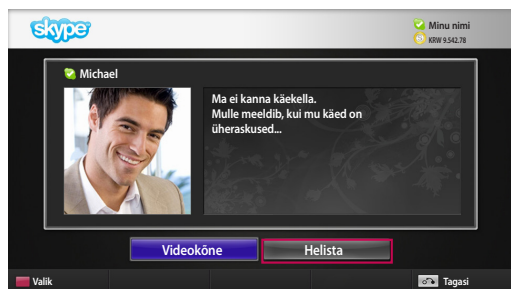 skype
Minu nimi
KRW 9.542.78
Michael
Ma ei kanna käekella.
Mulle meeldib, kui mu käed on
üheraskused...
Videokõne
Helista
Valik
Tagasi